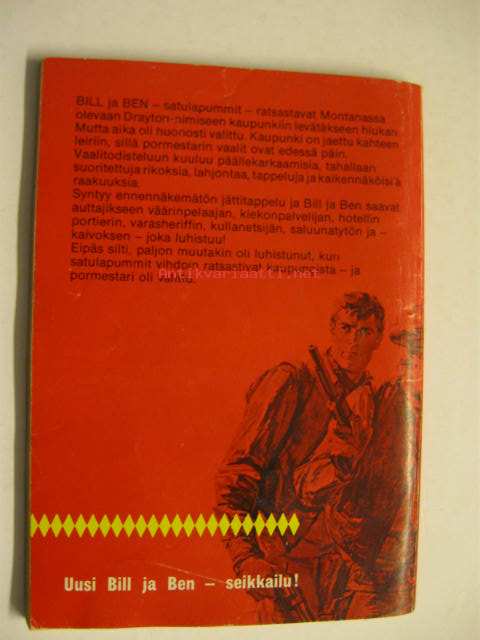 BILL ja BEN – satulapummit – ratsastavat Montanassa
olevaan Drayton-nimiseen kaupunkiin levätäkseen hiukan.
Mutta aika oli huonosti valittu. Kaupunki on jaettu kahteen
leiriin, sillä pormestarin vaalit ovat edessä päin.
Vaalitodisteluun kuuluu päällekarkaamisia, tahallaan
suoritettuja rikoksia, lahjontaa, tappeluja ja kaikennäköisiä
raakuuksia.
Syntyy ennennäkemätön jättitappelu ja Bill ja Ben saavat
auttajikseen väärinpelaajan, kiekonpalvelijan, hotellin
portierin, varasheriffin, kullanetsijän, saluunatytön ja –
kaivoksen – joka luhistuu!
Eipäs silti, paljon muutakin oli luhistunut, kun
satulapummit vihdoin ratsastivat kaupungista – ja
pormestari oli valittu.
Antikvariaatti.net
Uusi Bill ja Ben – seikkailu!